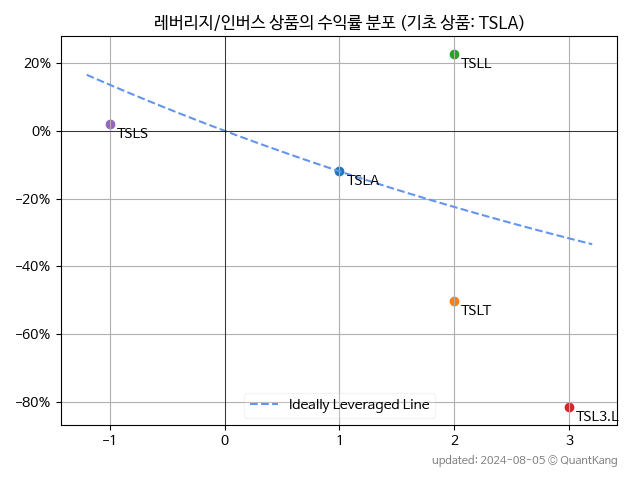 레버리지/인버스 상품의 수익률 분포 (기초 상품: TSLA)
20%
0%
−20%
−40%
−60%
−80%
TSLL
TSLS
TSLA
TSLT
TSL3.L
Ideally Leveraged Line
−1
0
1
2
3
updated: 2024-08-05 © QuantKang